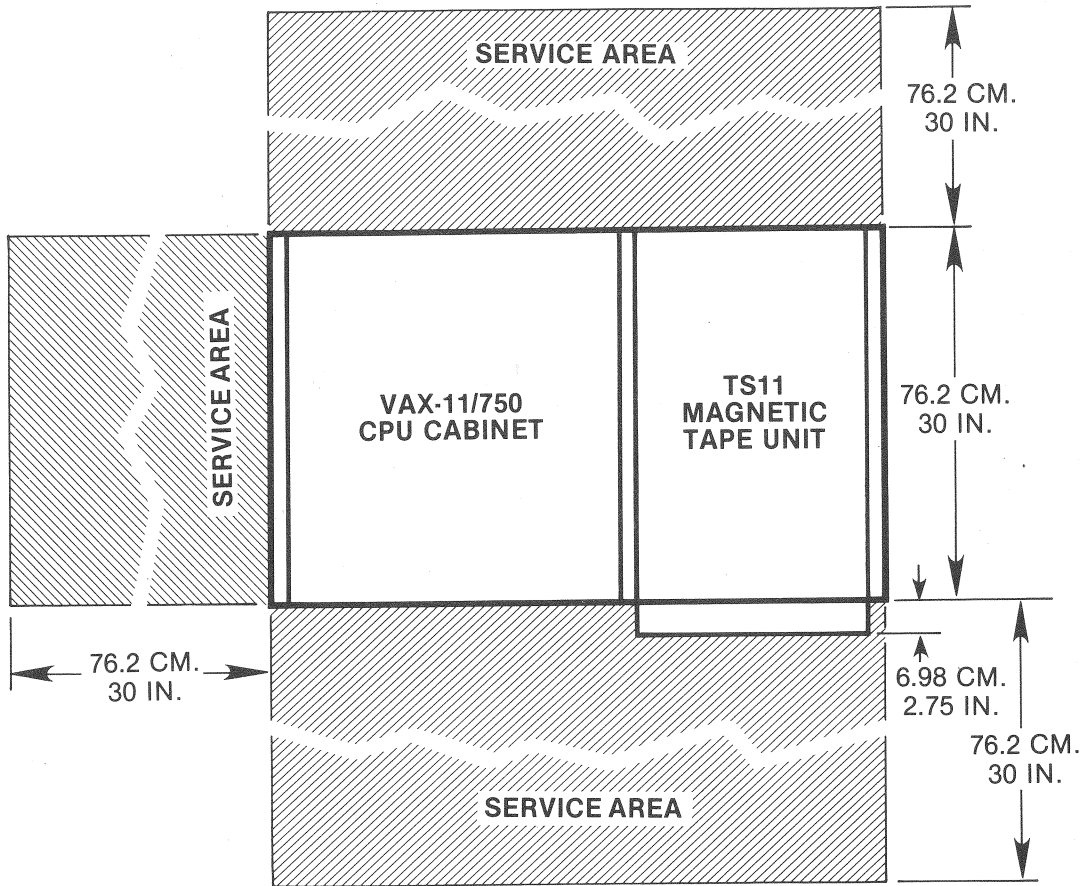 SERVICE AREA
76.2 CM.
30 IN.
SERVICE AREA
VAX-11/750
CPU CABINET
TS11
MAGNETIC
TAPE UNIT
76.2 CM.
30 IN.
76.2 CM.
30 IN.
6.98 CM.
2.75 IN.
76.2 CM.
30 IN.
SERVICE AREA